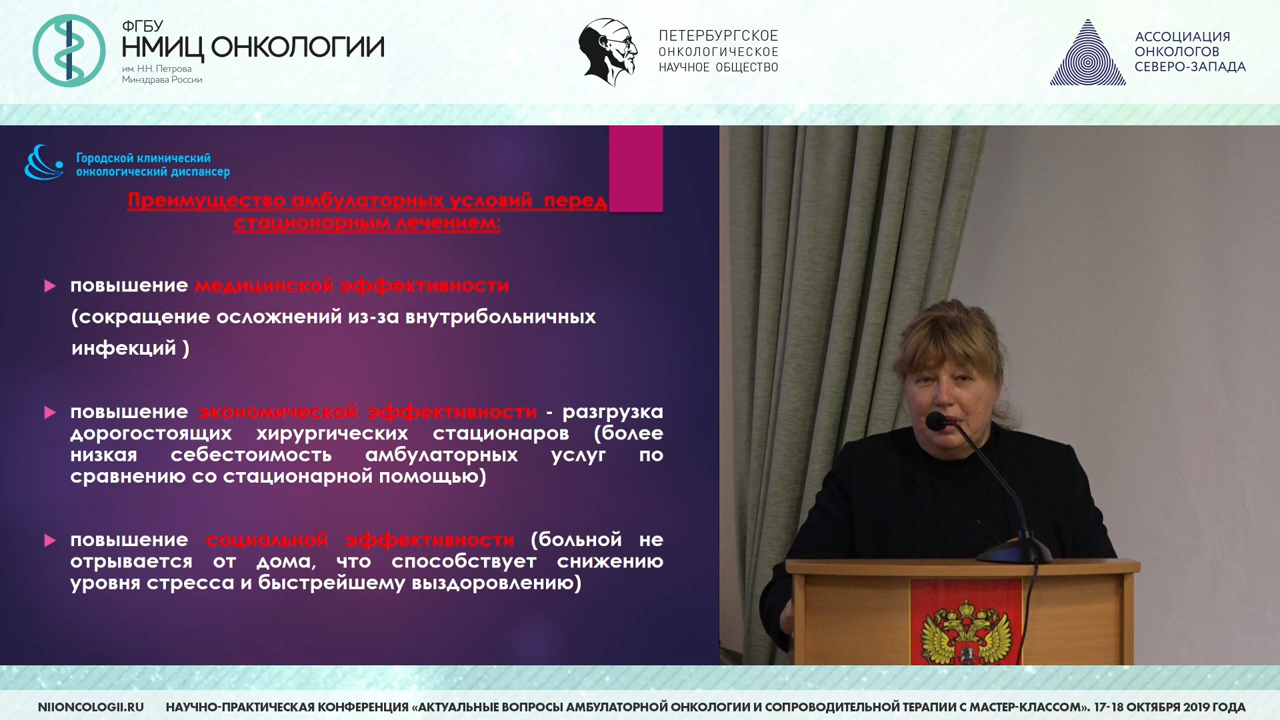 ФГБУ
НМИЦ ОНКОЛОГИИ
им. Н.Н. Петрова
Минздрава России
ПЕТЕРБУРГСКОЕ
ОНКОЛОГИЧЕСКОЕ
НАУЧНОЕ ОБЩЕСТВО
АССОЦИАЦИЯ
ОНКОЛОГОВ
СЕВЕРО-ЗАПАДА
Городской клинический
онкологический диспансер
Преимущество амбулаторных условий перед
стационарным лечением:
повышение медицинской эффективности
(сокращение осложнений из-за внутрибольничных
инфекций )
повышение экономической эффективности - разгрузка
дорогостоящих хирургических стационаров (более
низкая себестоимость амбулаторных услуг по
сравнению со стационарной помощью)
повышение социальной эффективности (больной не
отрывается от дома, что способствует снижению
уровня стресса и быстрейшему выздоровлению)
NIIONCOLOGII.RU НАУЧНО-ПРАКТИЧЕСКАЯ КОНФЕРЕНЦИЯ «АКТУАЛЬНЫЕ ВОПРОСЫ АМБУЛАТОРНОЙ ОНКОЛОГИИ И СОПРОВОДИТЕЛЬНОЙ ТЕРАПИИ С МАСТЕР-КЛАССОМ». 17-18 ОКТЯБРЯ 2019 ГОДА